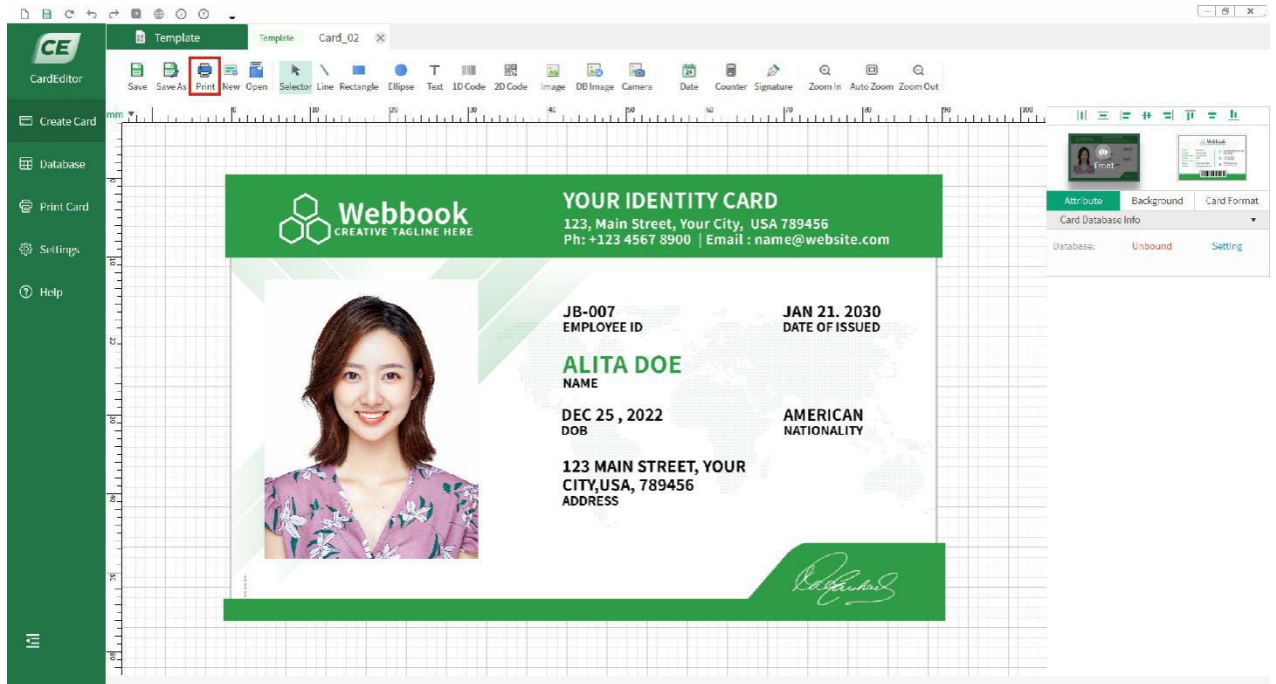 CE
CardEditor
Create Card
Database
Print Card
Settings
Help
Template
Template Card_02
Save Save As Print New Open Selector Line Rectangle Ellipse Text 1D Code 2D Code Image DB Image Camera Date Counter Signature Zoom In Auto Zoom Zoom Out
mm
Webbook
CREATIVE TAGLINE HERE
YOUR IDENTITY CARD
123, Main Street, Your City, USA 789456
Ph: +123 4567 8900 | Email : name@website.com
JB-007
EMPLOYEE ID
JAN 21. 2030
DATE OF ISSUED
ALITA DOE
NAME
DEC 25 , 2022
DOB
AMERICAN
NATIONALITY
123 MAIN STREET, YOUR
CITY,USA, 789456
ADDRESS
Webbook
Attribute Background Card Format
Card Database Info
Database: Unbound Setting